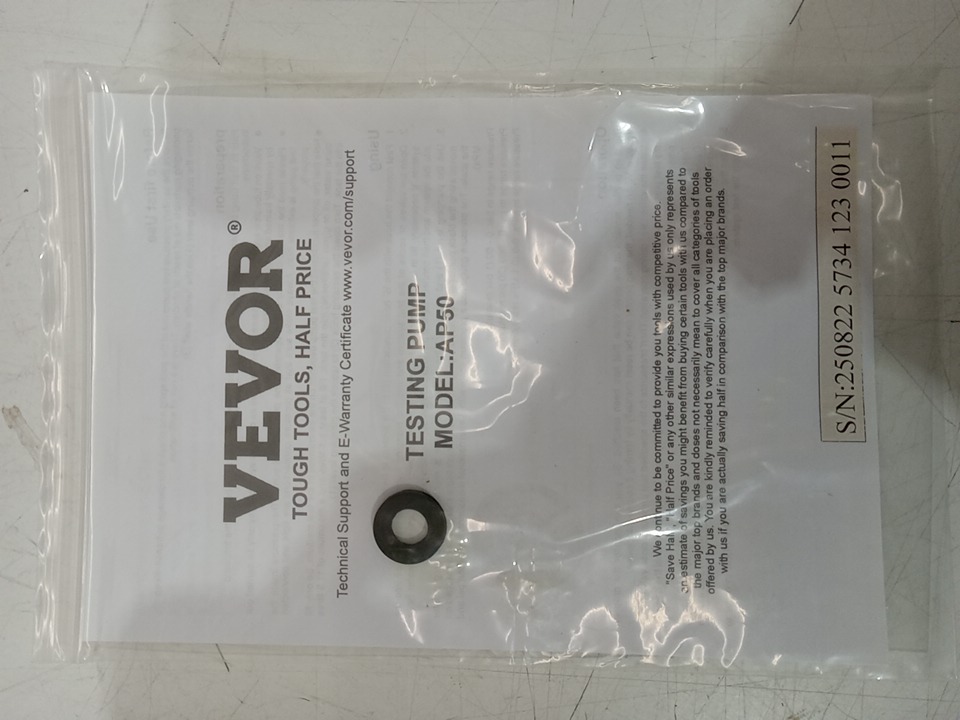 VEVOR®
TOUGH TOOLS, HALF PRICE
Technical Support and E-Warranty Certificate www.vevor.com/support
TESTING PUMP
MODEL:AP50
We continue to be committed to provide you tools with competitive price.
"Save Half", "Half Price" or any other similar expressions used by us only represents
an estimate of savings you might benefit from buying certain tools with us compared to
the major top brands and doses not necessarily mean to cover all categories of tools
offered by us. You are kindly reminded to verify carefully when you are placing an order
with us if you are actually saving half in comparison with the top major brands.
S/N:250822 5734 123 0011